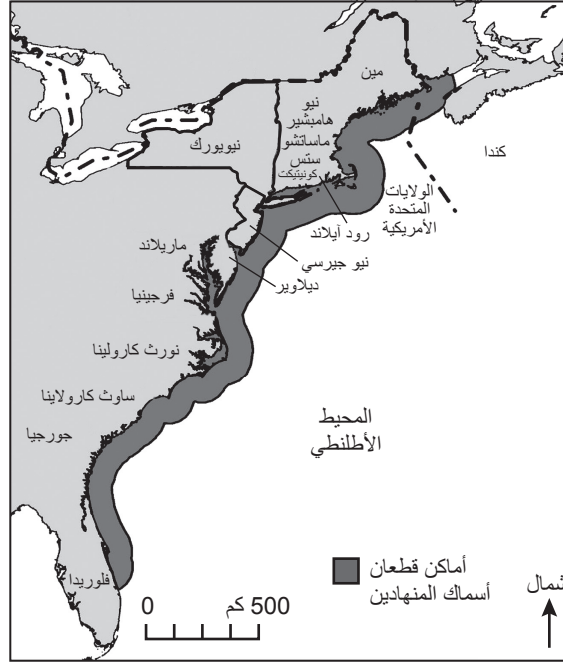 مين
نيو
هامبشير
ماساتشو
ستس
كونيتيكت
نيويورك
كندا
الولايات
المتحدة
الأمريكية
رود آيلاند
نيو جيرسي
ماريلاند
ديلاوير
فرجينيا
نورث كارولينا
ساوث كارولاينا
جورجيا
المحيط
الأطلنطي
فلوريدا
أماكن قطعان
أسماك المنهادين
شمال
0 500 كم